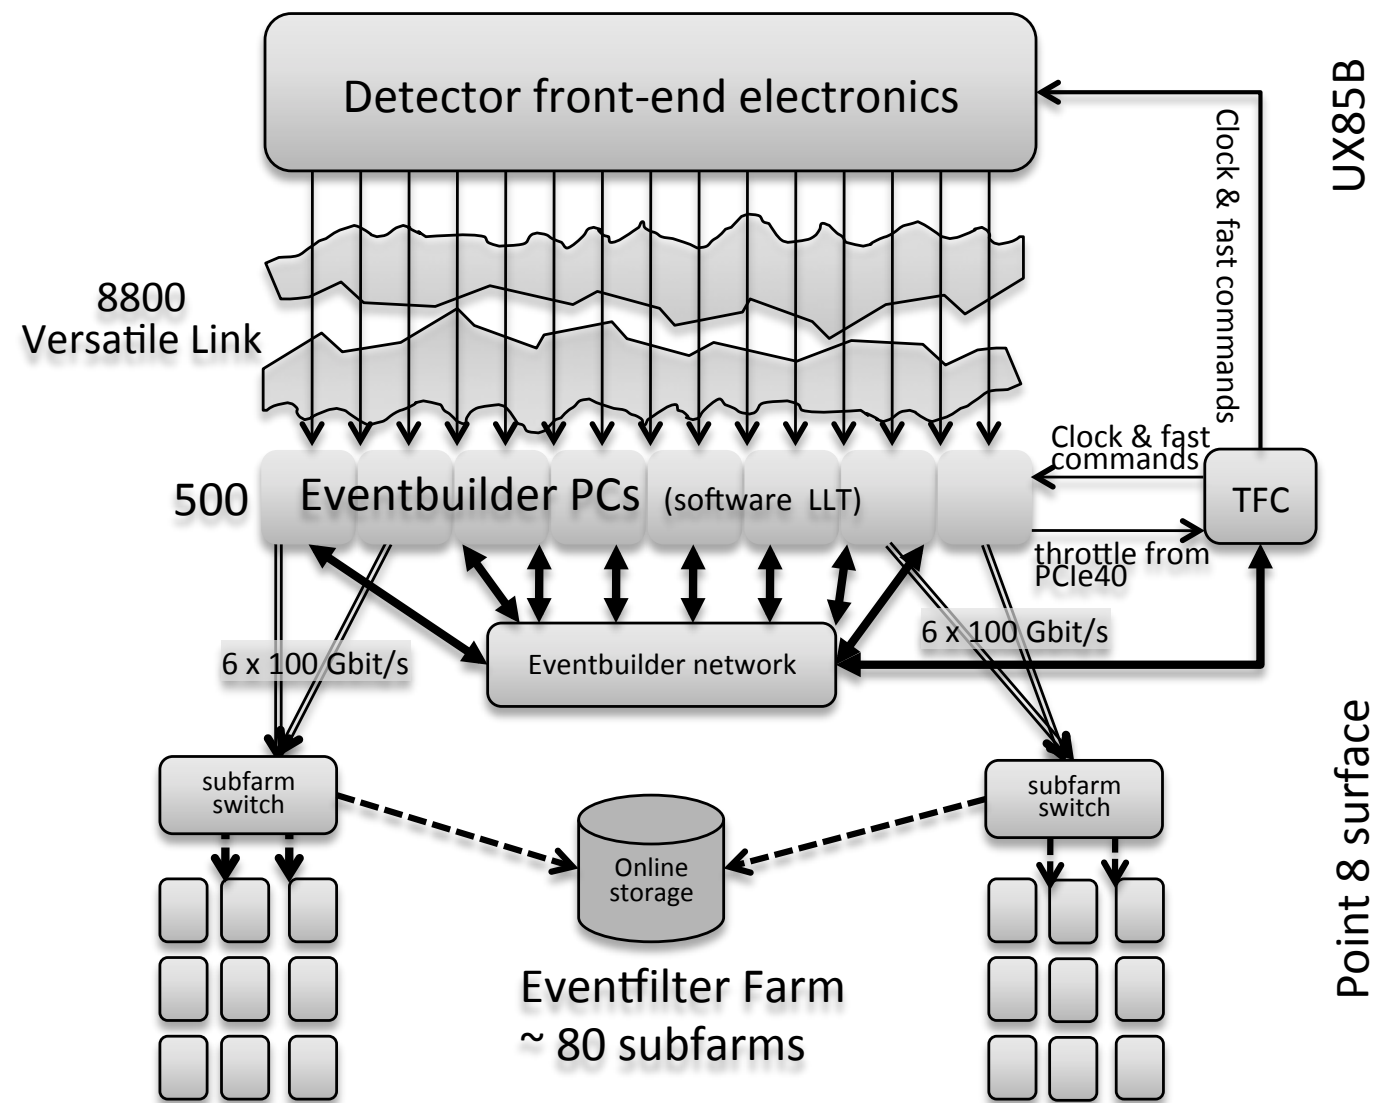 Detector front-end electronics
UX85B
Clock & fast commands
8800
Versatile Link
Clock & fast
commands
500
Eventbuilder PCs (software LLT)
TFC
throttle from
PCIe40
6 x 100 Gbit/s
6 x 100 Gbit/s
Eventbuilder network
Point 8 surface
subfarm
switch
subfarm
switch
Online
storage
Eventfilter Farm
~ 80 subfarms